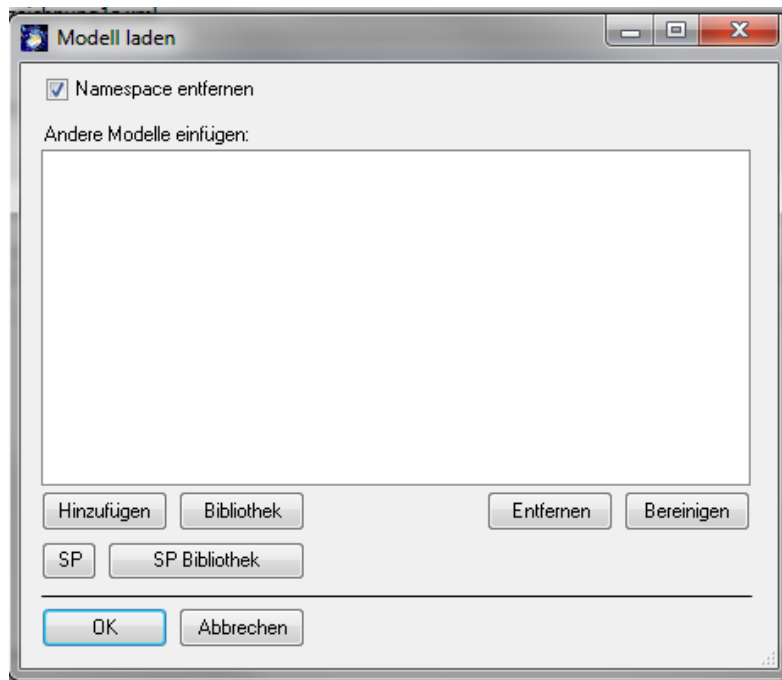 Modell laden
Namespace entfernen
Andere Modelle einfügen:
Hinzufügen Bibliothek Entfernen Bereinigen
SP SP Bibliothek
OK Abbrechen